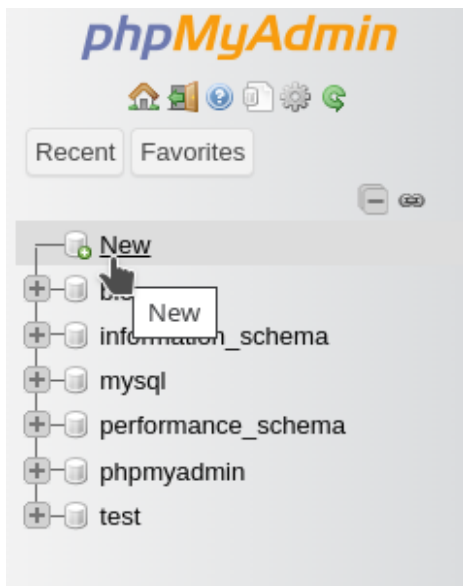 phpMyAdmin
Recent Favorites
New
New
information_schema
mysql
performance_schema
phpmyadmin
test